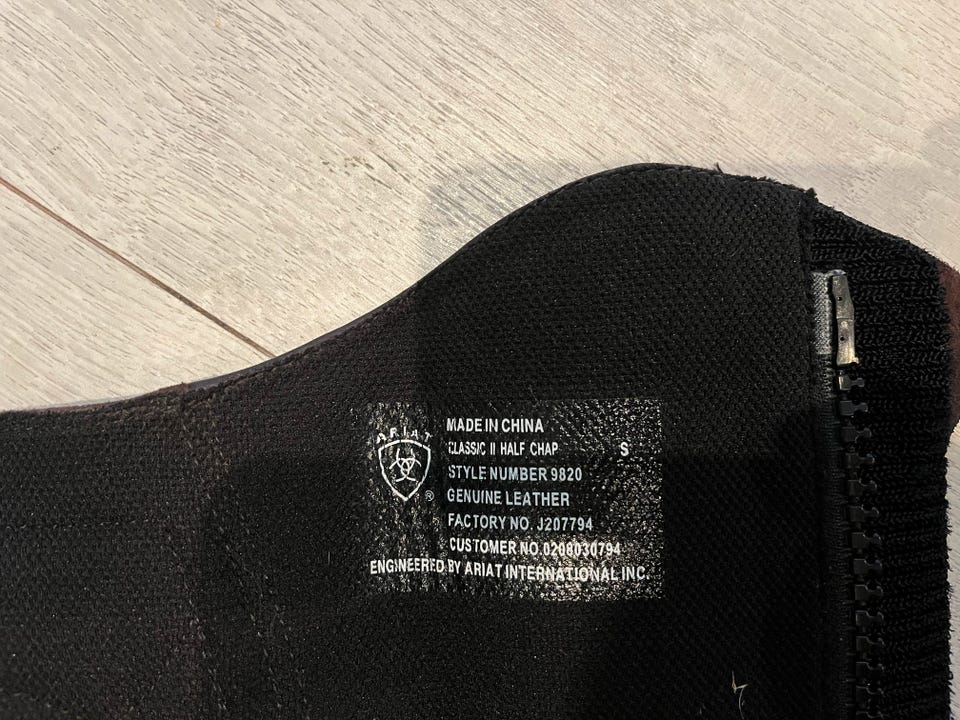 ARIAT
®
MADE IN CHINA
CLASSIC II HALF CHAP S
STYLE NUMBER 9820
GENUINE LEATHER
FACTORY NO. J207794
CUSTOMER NO.0208030794
ENGINEERED BY ARIAT INTERNATIONAL INC.